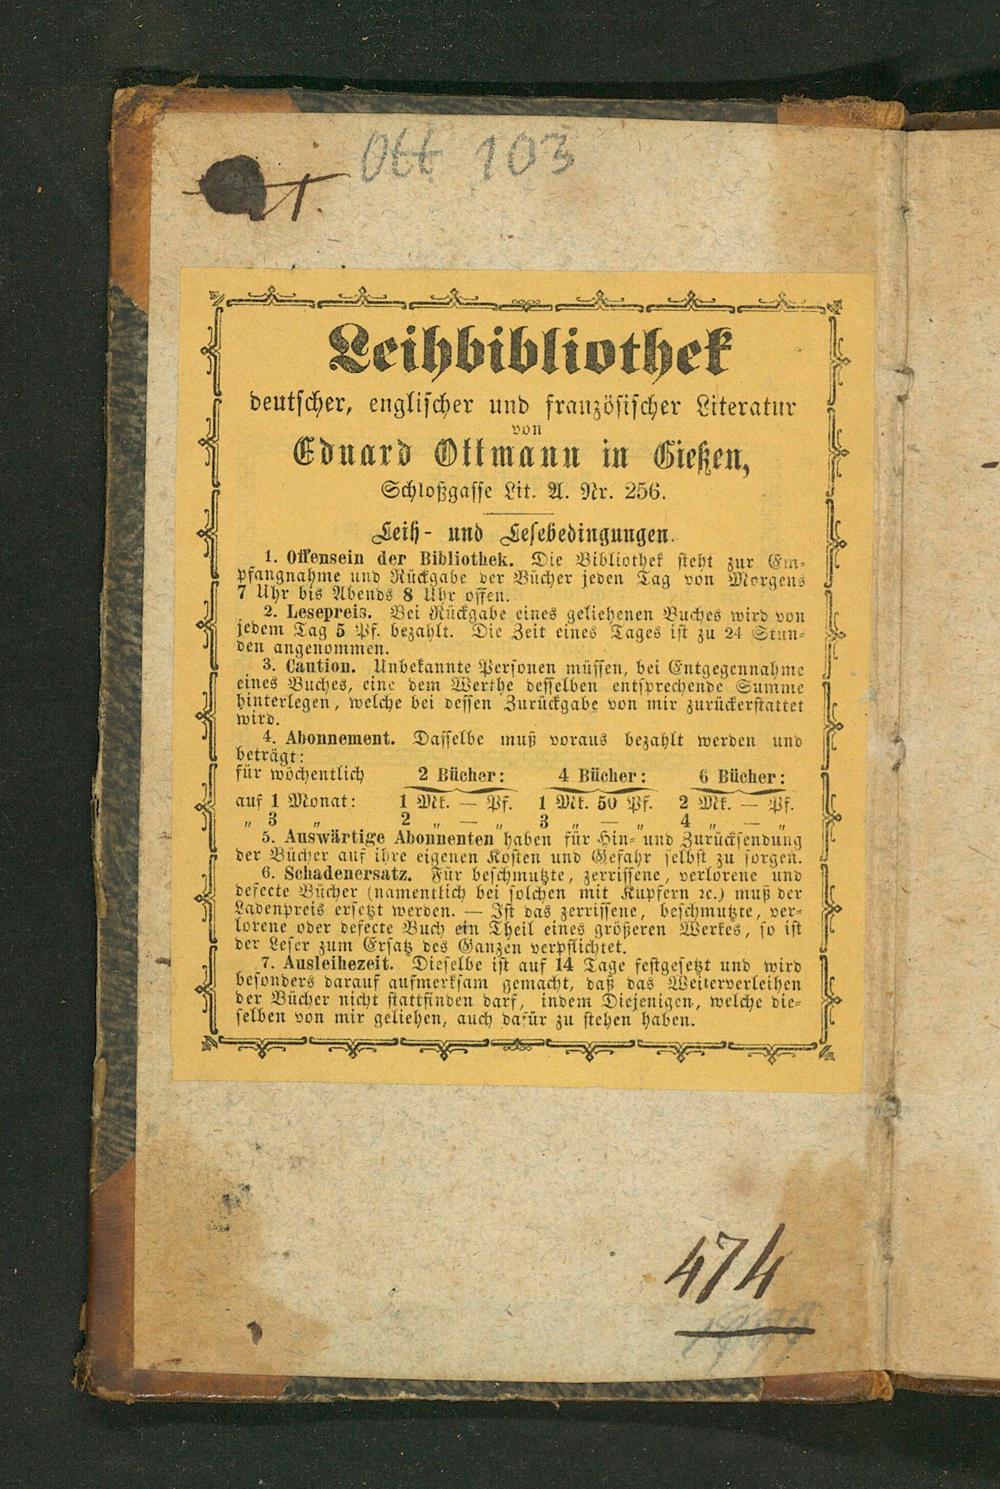 Ott 103
Leihbibliothek
deutscher, englischer und französischer Literatur
von
Eduard Ottmann in Gießen,
Schloßgasse Lit. A. Nr. 256.
Leih- und Lesebedingungen.
1. Offensein der Bibliothek. Die Bibliothek steht zur Em-
pfangnahme und Rückgabe der Bücher jeden Tag von Morgens
7 Uhr bis Abends 8 Uhr offen.
2. Lesepreis. Bei Rückgabe eines geliehenen Buches wird von
jedem Tag 5 Pf. bezahlt. Die Zeit eines Tages ist zu 24 Stun-
den angenommen.
3. Caution. Unbekannte Personen müssen, bei Entgegennahme
eines Buches, eine dem Werthe desselben entsprechende Summe
hinterlegen, welche bei dessen Zurückgabe von mir zurückerstattet
wird.
4. Abonnement. Dasselbe muß voraus bezahlt werden und
beträgt:
für wöchentlich 2 Bücher: 4 Bücher: 6 Bücher:
auf 1 Monat: 1 Mk. — Pf. 1 Mk. 50 Pf. 2 Mk. — Pf.
„ 3 „ 2 „ — „ 3 „ — „ 4 „ — „
5. Auswärtige Abonnenten haben für Hin- und Zurücksendung
der Bücher auf ihre eigenen Kosten und Gefahr selbst zu sorgen.
6. Schadenersatz. Für beschmutzte, zerrissene, verlorene und
defecte Bücher (namentlich bei solchen mit Kupfern ꝛc.) muß der
Ladenpreis ersetzt werden. — Ist das zerrissene, beschmutzte, ver-
lorene oder defecte Buch ein Theil eines größeren Werkes, so ist
der Leser zum Ersatz des Ganzen verpflichtet.
7. Ausleihezeit. Dieselbe ist auf 14 Tage festgesetzt und wird
besonders darauf aufmerksam gemacht, daß das Weiterverleihen
der Bücher nicht stattfinden darf, indem Diejenigen, welche die-
selben von mir geliehen, auch dafür zu stehen haben.
474